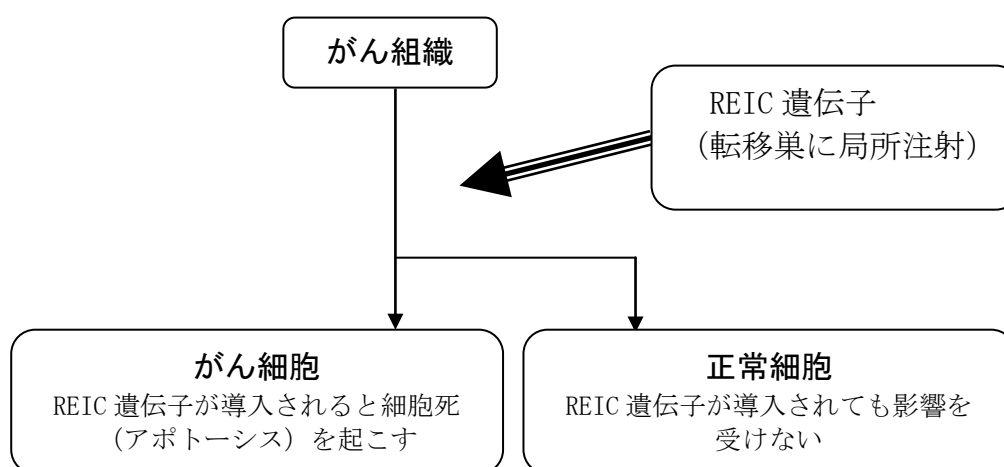 がん組織
REIC 遺伝子
(転移巣に局所注射)
がん細胞
REIC 遺伝子が導入されると細胞死
(アポトーシス)を起こす
正常細胞
REIC 遺伝子が導入されても影響を
受けない